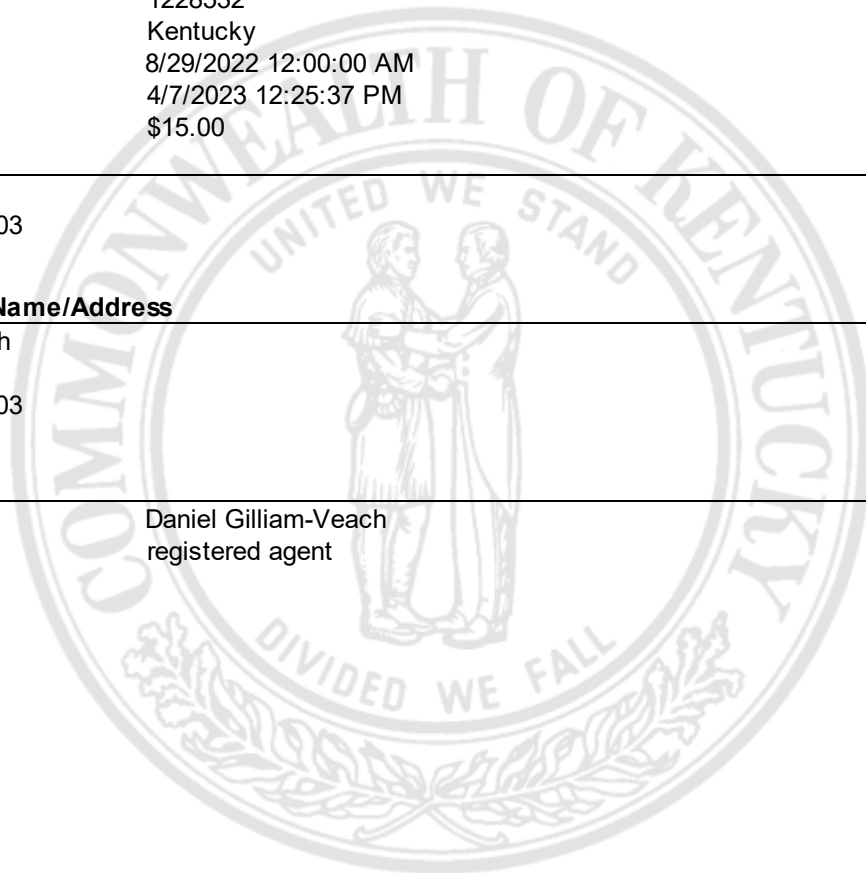 1228532
Kentucky
8/29/2022 12:00:00 AM
4/7/2023 12:25:37 PM
$15.00
03
Name/Address
h
03
Daniel Gilliam-Veach
registered agent
COMMONWEALTH OF KENTUCKY
UNITED WE STAND
DIVIDED WE FALL